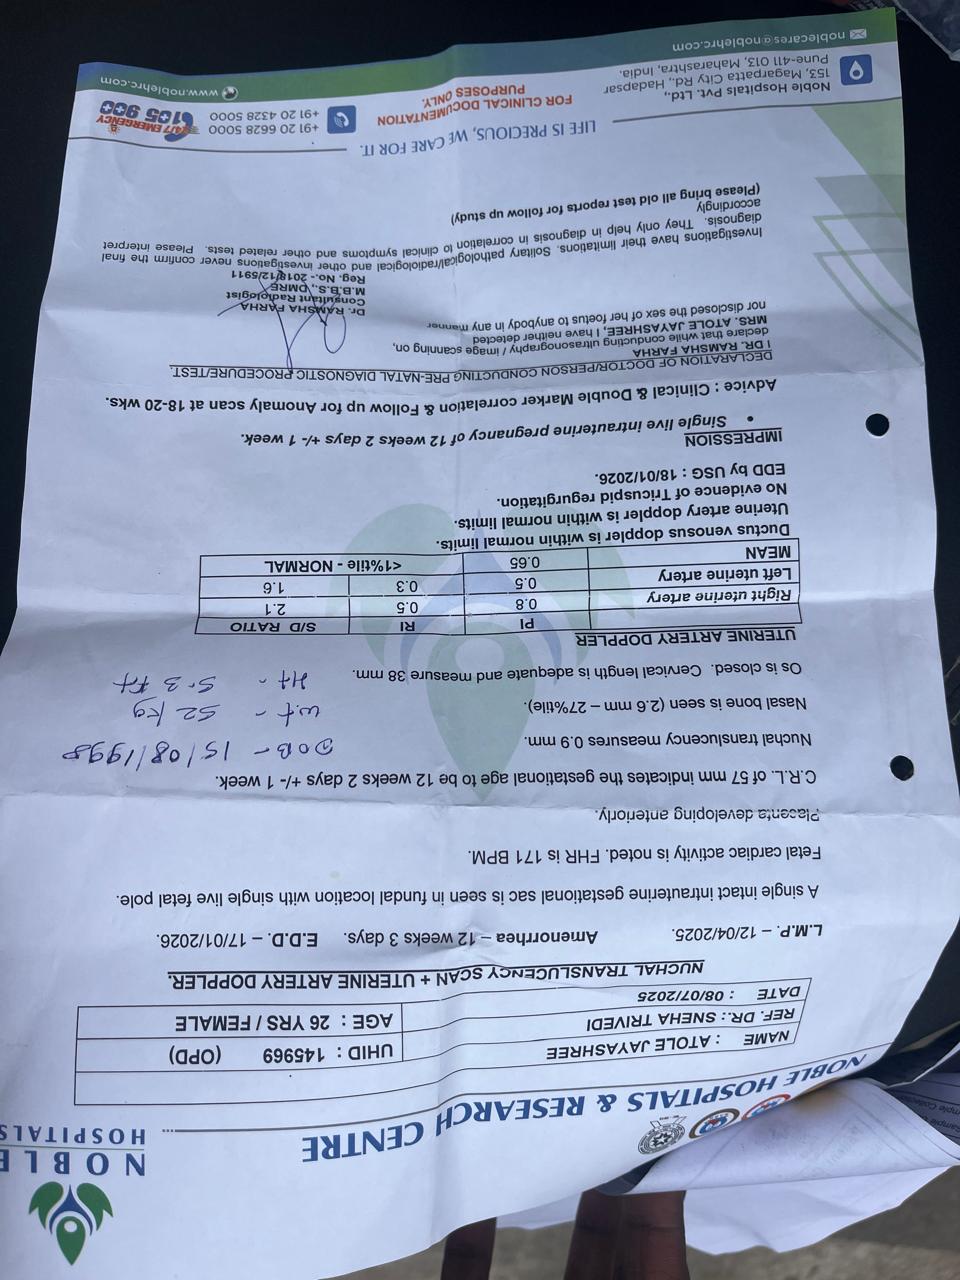 NOBLE
HOSPITALS
NOBLE HOSPITALS & RESEARCH CENTRE
NAME : ATOLE JAYASHREE
UHID : 145969 (OPD)
REF. DR.: SNEHA TRIVEDI
AGE : 26 YRS / FEMALE
DATE : 08/07/2025
NUCHAL TRANSLUCENCY SCAN + UTERINE ARTERY DOPPLER.
L.M.P. – 12/04/2025. Amenorrhea – 12 weeks 3 days. E.D.D. – 17/01/2026.
A single intact intrauterine gestational sac is seen in fundal location with single live fetal pole.
Fetal cardiac activity is noted. FHR is 171 BPM.
Placenta developing anteriorly.
C.R.L. of 57 mm indicates the gestational age to be 12 weeks 2 days +/- 1 week.
Nuchal translucency measures 0.9 mm.
DOB - 15/08/1998
Nasal bone is seen (2.6 mm – 27%tile).
wt - 52 kg
Os is closed. Cervical length is adequate and measure 38 mm.
Ht - 5.3 ft
UTERINE ARTERY DOPPLER
PI RI S/D RATIO
Right uterine artery 0.8 0.5 2.1
Left uterine artery 0.5 0.3 1.6
MEAN 0.65 <1%tile - NORMAL
Ductus venosus doppler is within normal limits.
Uterine artery doppler is within normal limits.
No evidence of Tricuspid regurgitation.
EDD by USG : 18/01/2026.
IMPRESSION
• Single live intrauterine pregnancy of 12 weeks 2 days +/- 1 week.
Advice : Clinical & Double Marker correlation & Follow up for Anomaly scan at 18-20 wks.
DECLARATION OF DOCTOR/PERSON CONDUCTING PRE-NATAL DIAGNOSTIC PROCEDURE/TEST.
I DR. RAMSHA FARHA
declare that while conducting ultrasonography / image scanning on,
MRS. ATOLE JAYASHREE, I have neither detected
nor disclosed the sex of her foetus to anybody in any manner
Dr. RAMSHA FARHA
Consultant Radiologist
M.B.B.S., DMRE
Reg. No.- 2018/12/5911
Investigations have their limitations. Solitary pathological/radiological and other investigations never confirm the final
diagnosis. They only help in diagnosis in correlation to clinical symptoms and other related tests. Please interpret
accordingly
(Please bring all old test reports for follow up study)
LIFE IS PRECIOUS, WE CARE FOR IT.
Noble Hospitals Pvt. Ltd.,
153, Magarpatta City Rd., Hadapsar
Pune-411 013, Maharashtra, India.
FOR CLINICAL DOCUMENTATION
PURPOSES ONLY.
+91 20 6628 5000
+91 20 4328 5000
24/7 EMERGENCY
105 900
noblecares@noblehrc.com
www.noblehrc.com